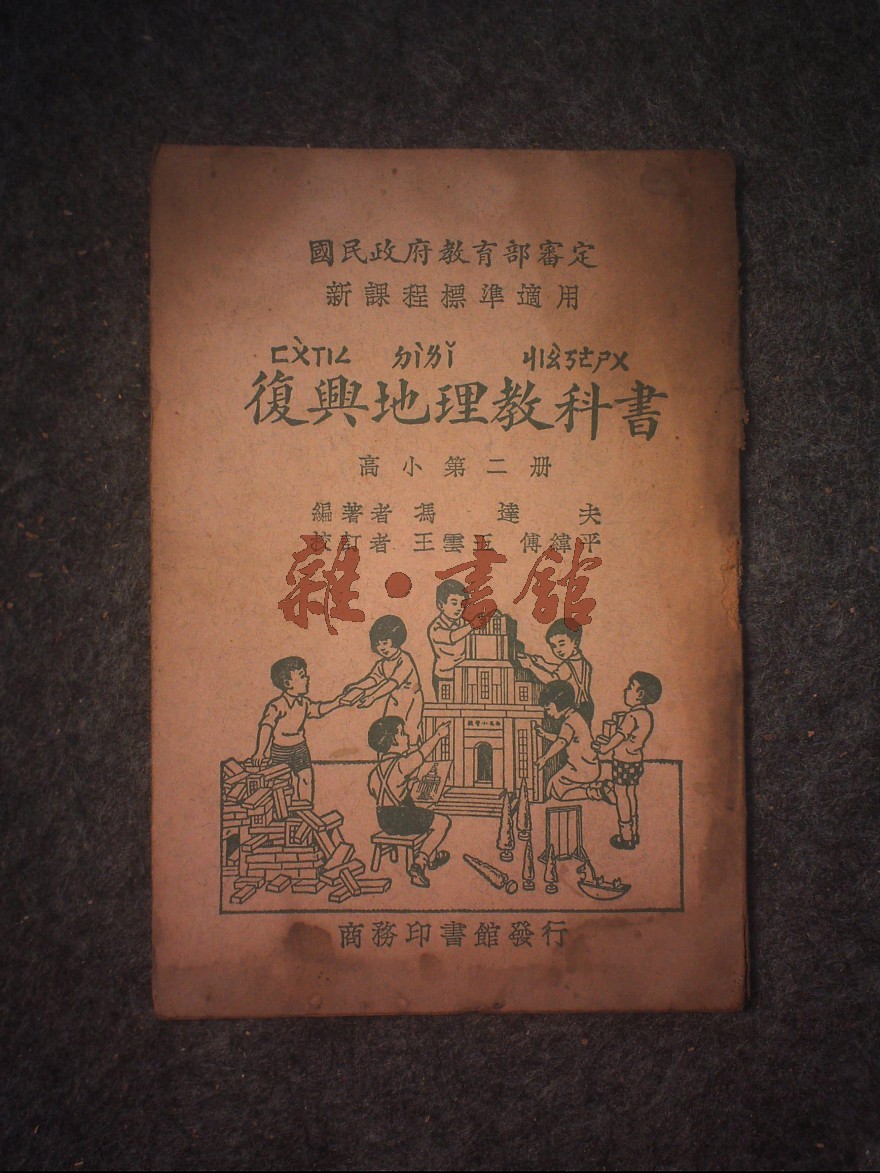 國民政府教育部審定
新課程標準適用
ㄈㄨˋㄒㄧㄥ ㄉㄧˋㄌㄧˇ ㄐㄧㄠˋㄎㄜㄕㄨ
復興地理教科書
高小第二册
編著者 馮達夫
校訂者 王雲五 傅緯平
雜·書館
商務印書館發行